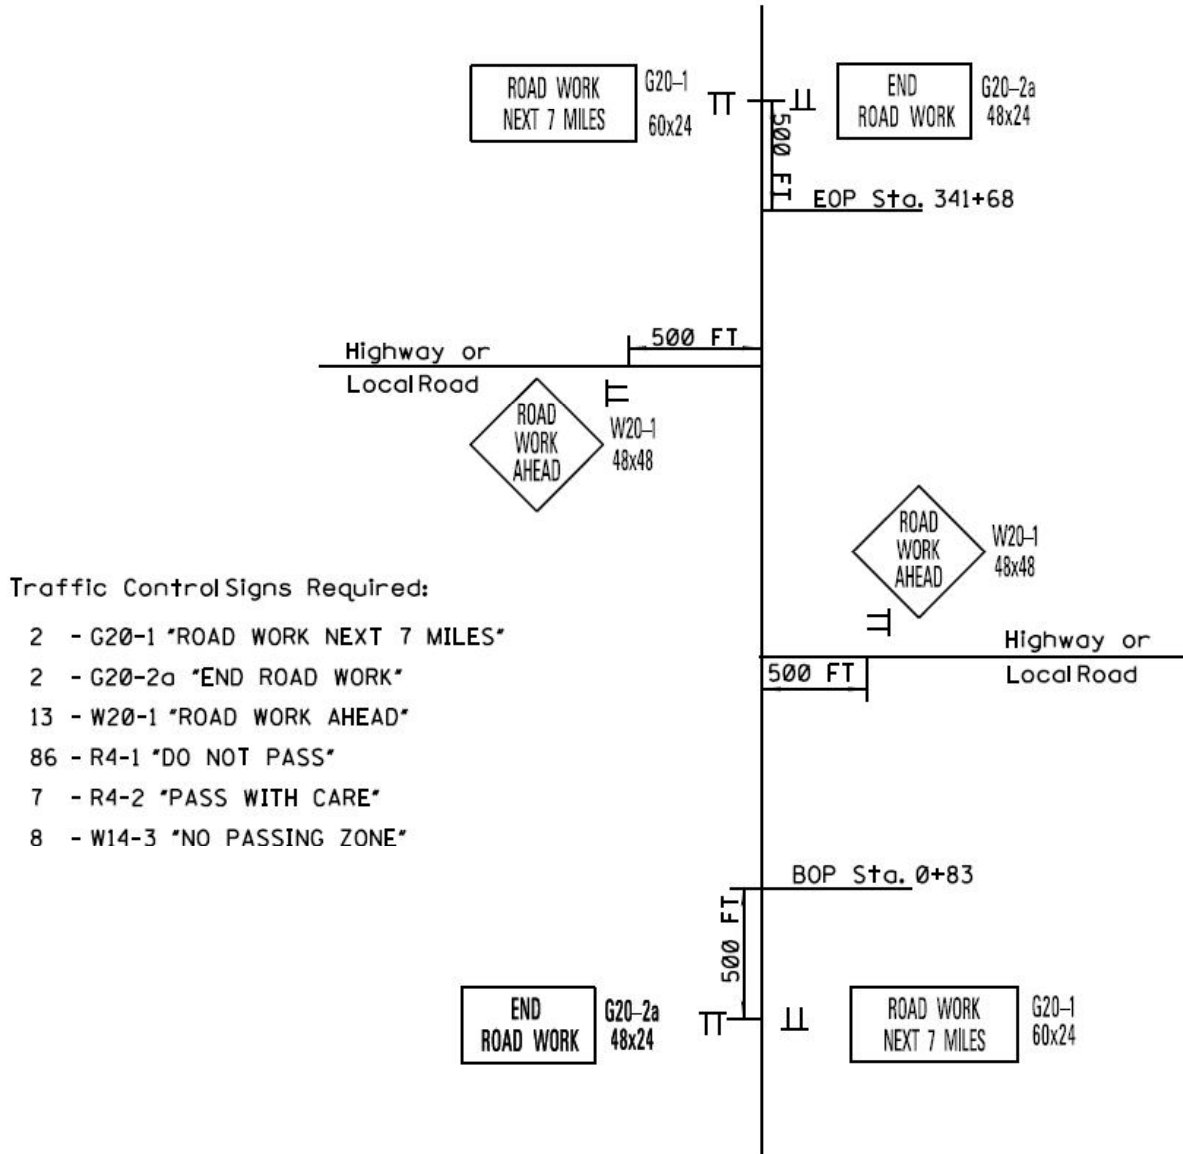 ROAD WORK
NEXT 7 MILES
G20-1
60x24
END
ROAD WORK
G20-2a
48x24
500 FT
EOP Sta. 341+68
500 FT
Highway or
Local Road
ROAD
WORK
AHEAD
W20-1
48x48
ROAD
WORK
AHEAD
W20-1
48x48
Traffic Control Signs Required:
2 - G20-1 "ROAD WORK NEXT 7 MILES"
2 - G20-2a "END ROAD WORK"
13 - W20-1 "ROAD WORK AHEAD"
86 - R4-1 "DO NOT PASS"
7 - R4-2 "PASS WITH CARE"
8 - W14-3 "NO PASSING ZONE"
Highway or
Local Road
500 FT
BOP Sta. 0+83
500 FT
END
ROAD WORK
G20-2a
48x24
ROAD WORK
NEXT 7 MILES
G20-1
60x24